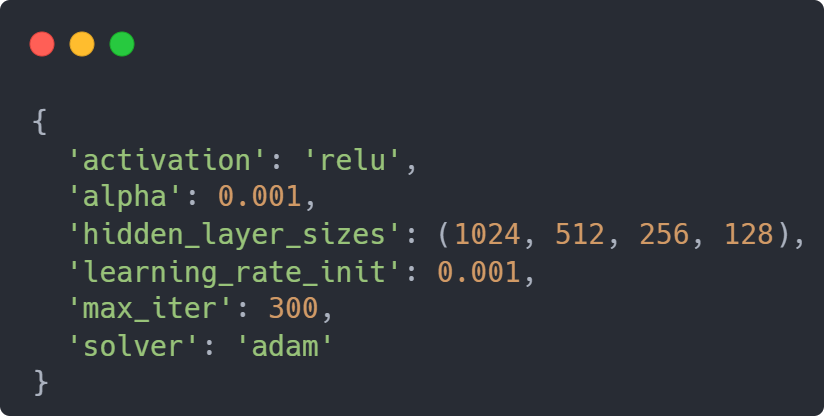 {
  'activation': 'relu',
  'alpha': 0.001,
  'hidden_layer_sizes': (1024, 512, 256, 128),
  'learning_rate_init': 0.001,
  'max_iter': 300,
  'solver': 'adam'
}